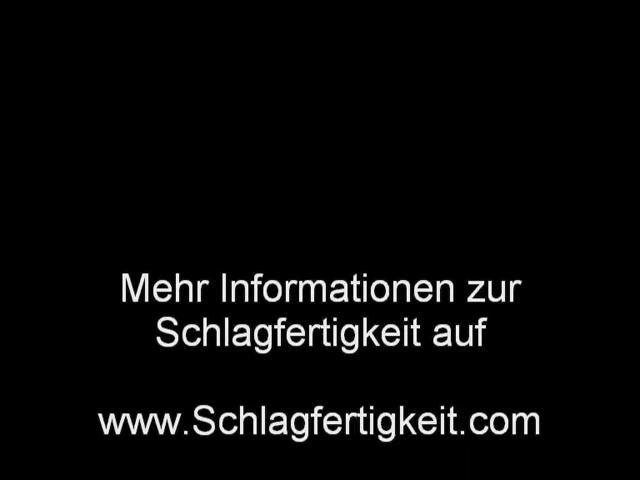 Mehr Informationen zur
Schlagfertigkeit auf
www.Schlagfertigkeit.com